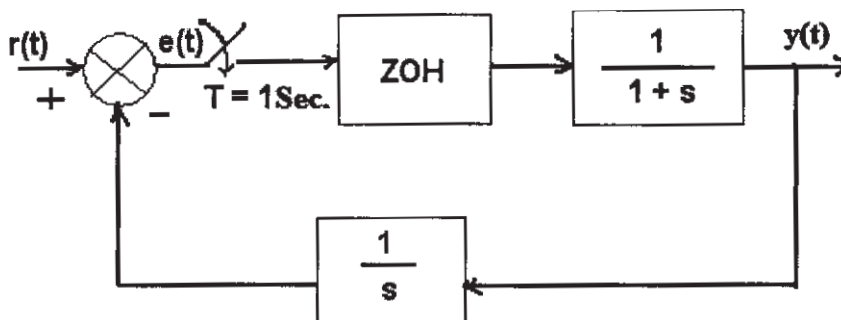 r(t)
e(t)
y(t)
+
−
T = 1Sec.
ZOH
1
1 + s
1
s